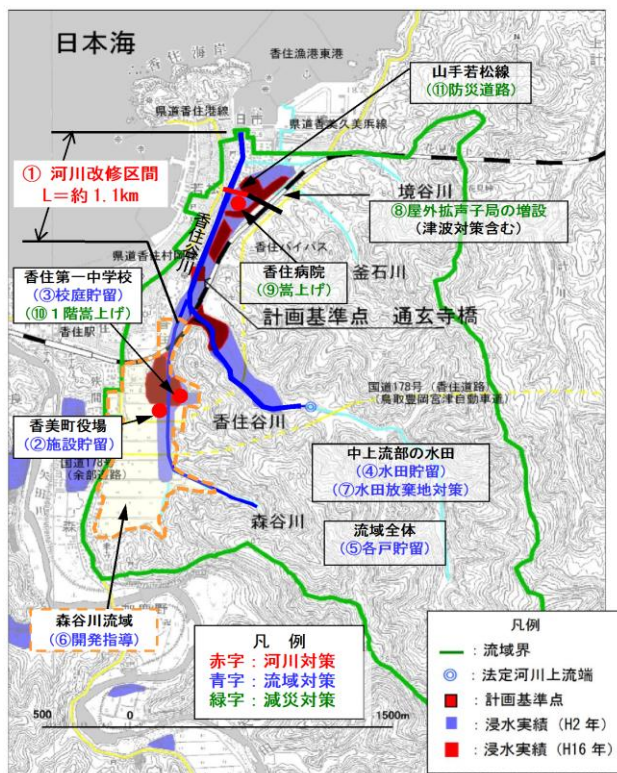 日本海
香住海岸
香住漁港東港
県道香住港線
県道香美久美浜線
山手若松線
(⑪防災道路)
① 河川改修区間
L=約1.1km
境谷川
⑧屋外拡声子局の増設
(津波対策含む)
香住谷川
県道香住村岡
香住バイパス
釜石川
香住病院
(⑨嵩上げ)
香住第一中学校
(③校庭貯留)
(⑩1階嵩上げ)
計画基準点 通玄寺橋
香住駅
国道178号(香住道路)
(鳥取豊岡宮津自動車道)
香美町役場
(②施設貯留)
国道178号
(余部道路)
香住谷川
中上流部の水田
(④水田貯留)
(⑦水田放棄地対策)
森谷川
流域全体
(⑤各戸貯留)
森谷川流域
(⑥開発指導)
凡 例
赤字:河川対策
青字:流域対策
緑字:減災対策
500
0
1500m
凡例
:流域界
:法定河川上流端
:計画基準点
:浸水実績(H2年)
:浸水実績(H16年)